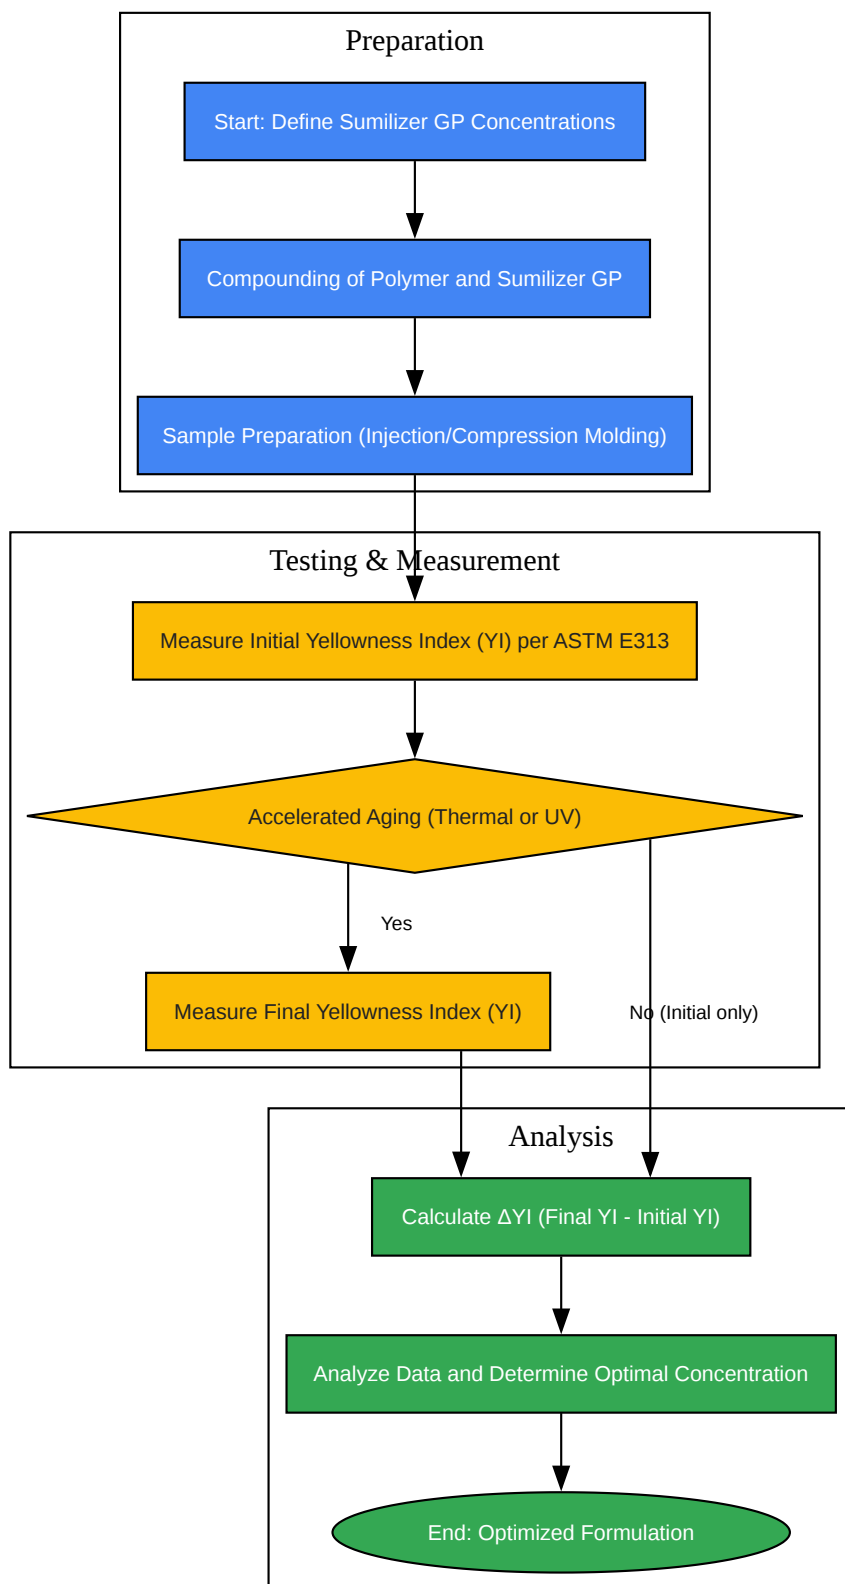 Preparation
Start: Define Sumilizer GP Concentrations
Compounding of Polymer and Sumilizer GP
Sample Preparation (Injection/Compression Molding)
Testing & Measurement
Measure Initial Yellowness Index (YI) per ASTM E313
Accelerated Aging (Thermal or UV)
Yes
Measure Final Yellowness Index (YI)
No (Initial only)
Analysis
Calculate ΔYI (Final YI - Initial YI)
Analyze Data and Determine Optimal Concentration
End: Optimized Formulation